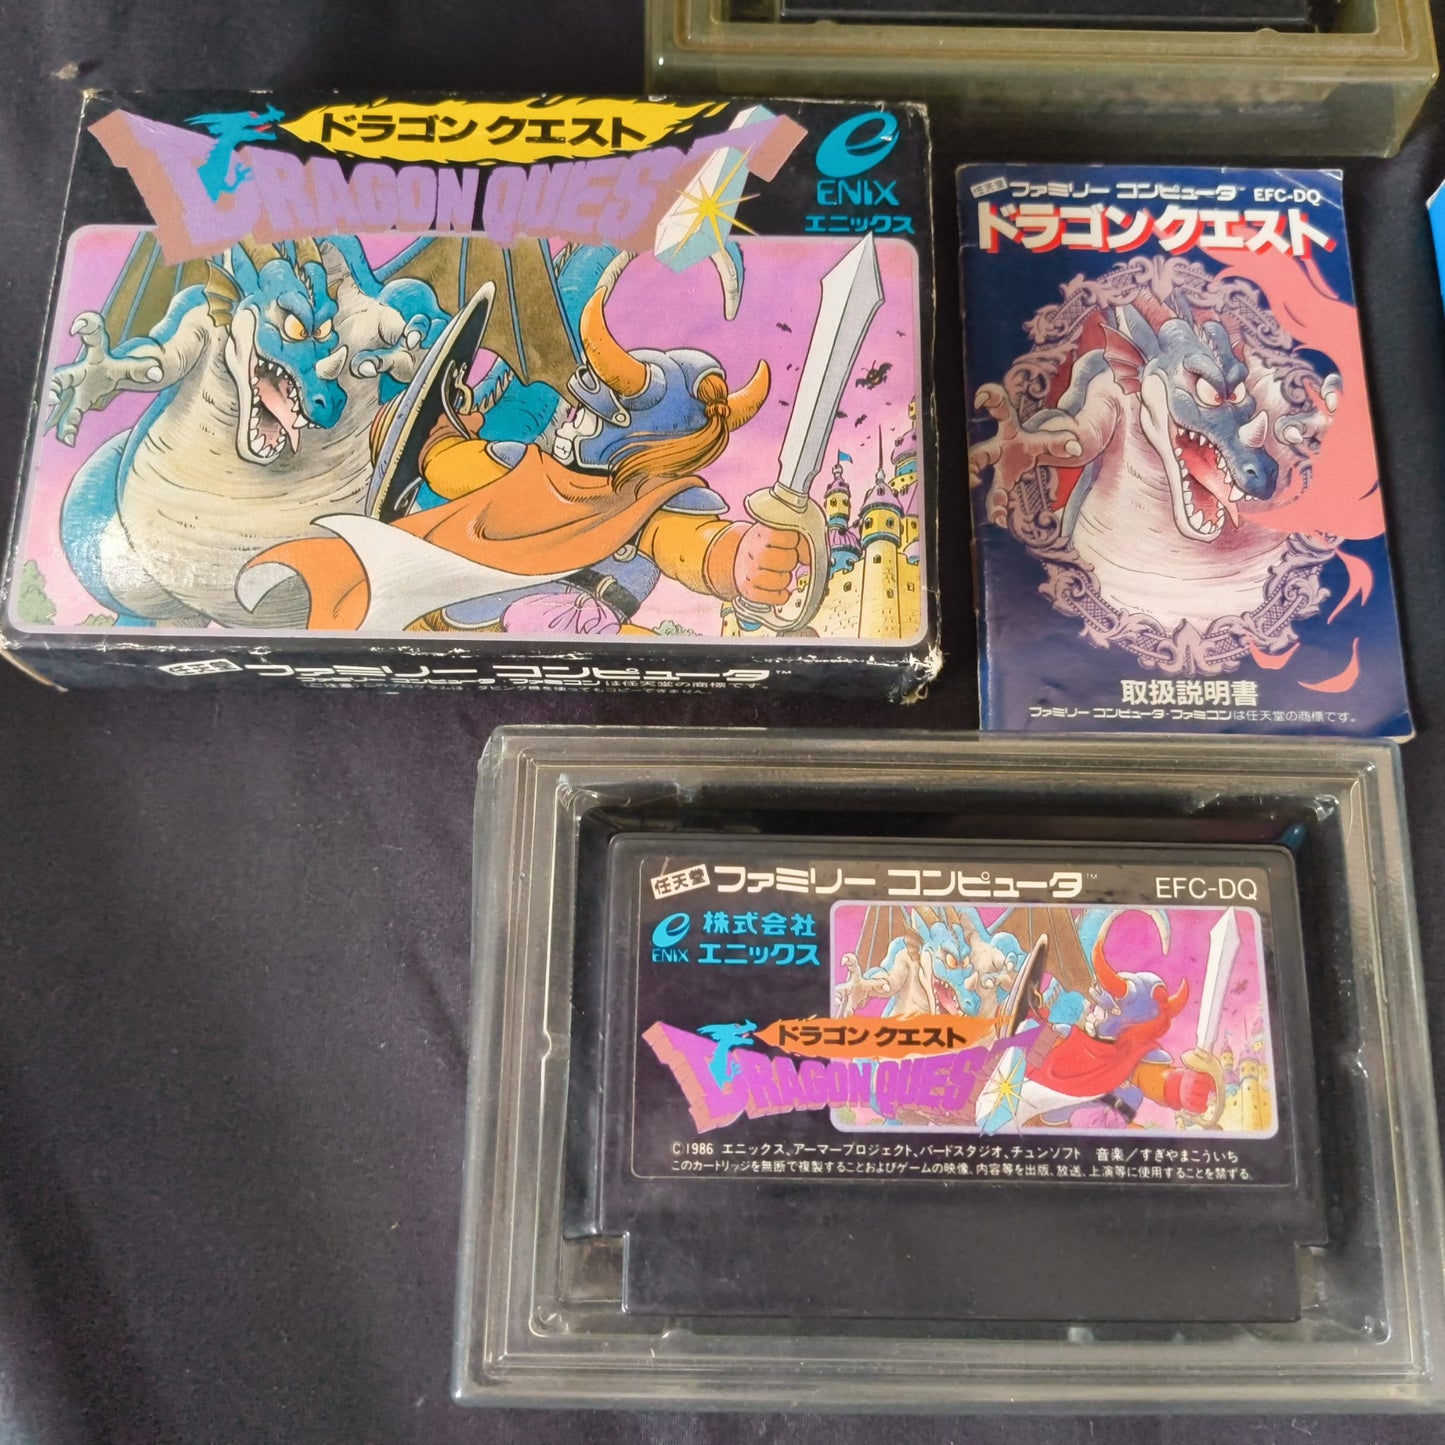 ドラゴン クエスト
DRAGON QUEST
ENIX
エニックス
任天堂 ファミリー コンピュータ™
ファミリー コンピュータ・ファミコンは任天堂の商標です。
任天堂 ファミリー コンピュータ™ EFC-DQ
ドラゴンクエスト
取扱説明書
ファミリー コンピュータ・ファミコンは任天堂の商標です。
任天堂 ファミリー コンピュータ™ EFC-DQ
ENIX
株式会社
エニックス
ドラゴン クエスト
DRAGON QUEST
©1986 エニックス、アーマープロジェクト、バードスタジオ、チュンソフト 音楽／すぎやまこういち
このカートリッジを無断で複製することおよびゲームの映像、内容等を出版、放送、上演等に使用することを禁ずる。